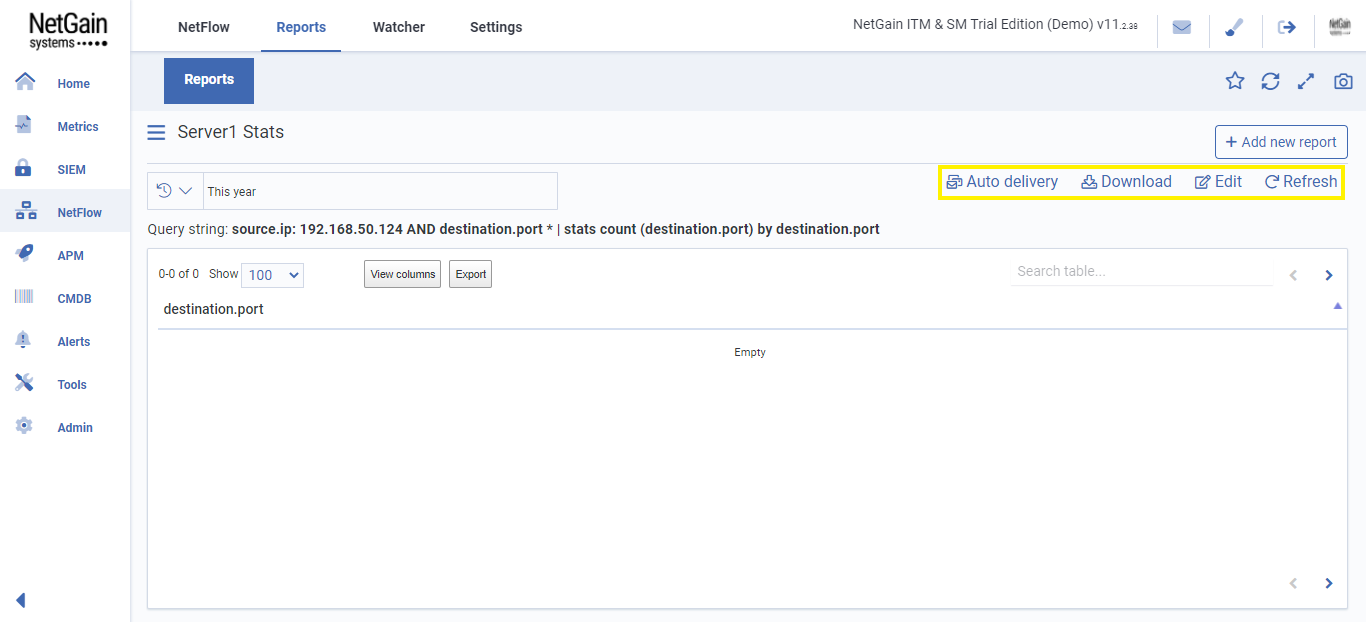 NetGain
systems
NetFlow Reports Watcher Settings
NetGain ITM & SM Trial Edition (Demo) v11.2.38
NetGain
Home
Metrics
SIEM
NetFlow
APM
CMDB
Alerts
Tools
Admin
Reports
Server1 Stats
+ Add new report
This year
Auto delivery Download Edit Refresh
Query string: source.ip: 192.168.50.124 AND destination.port * | stats count (destination.port) by destination.port
0-0 of 0 Show 100 View columns Export Search table...
destination.port
Empty